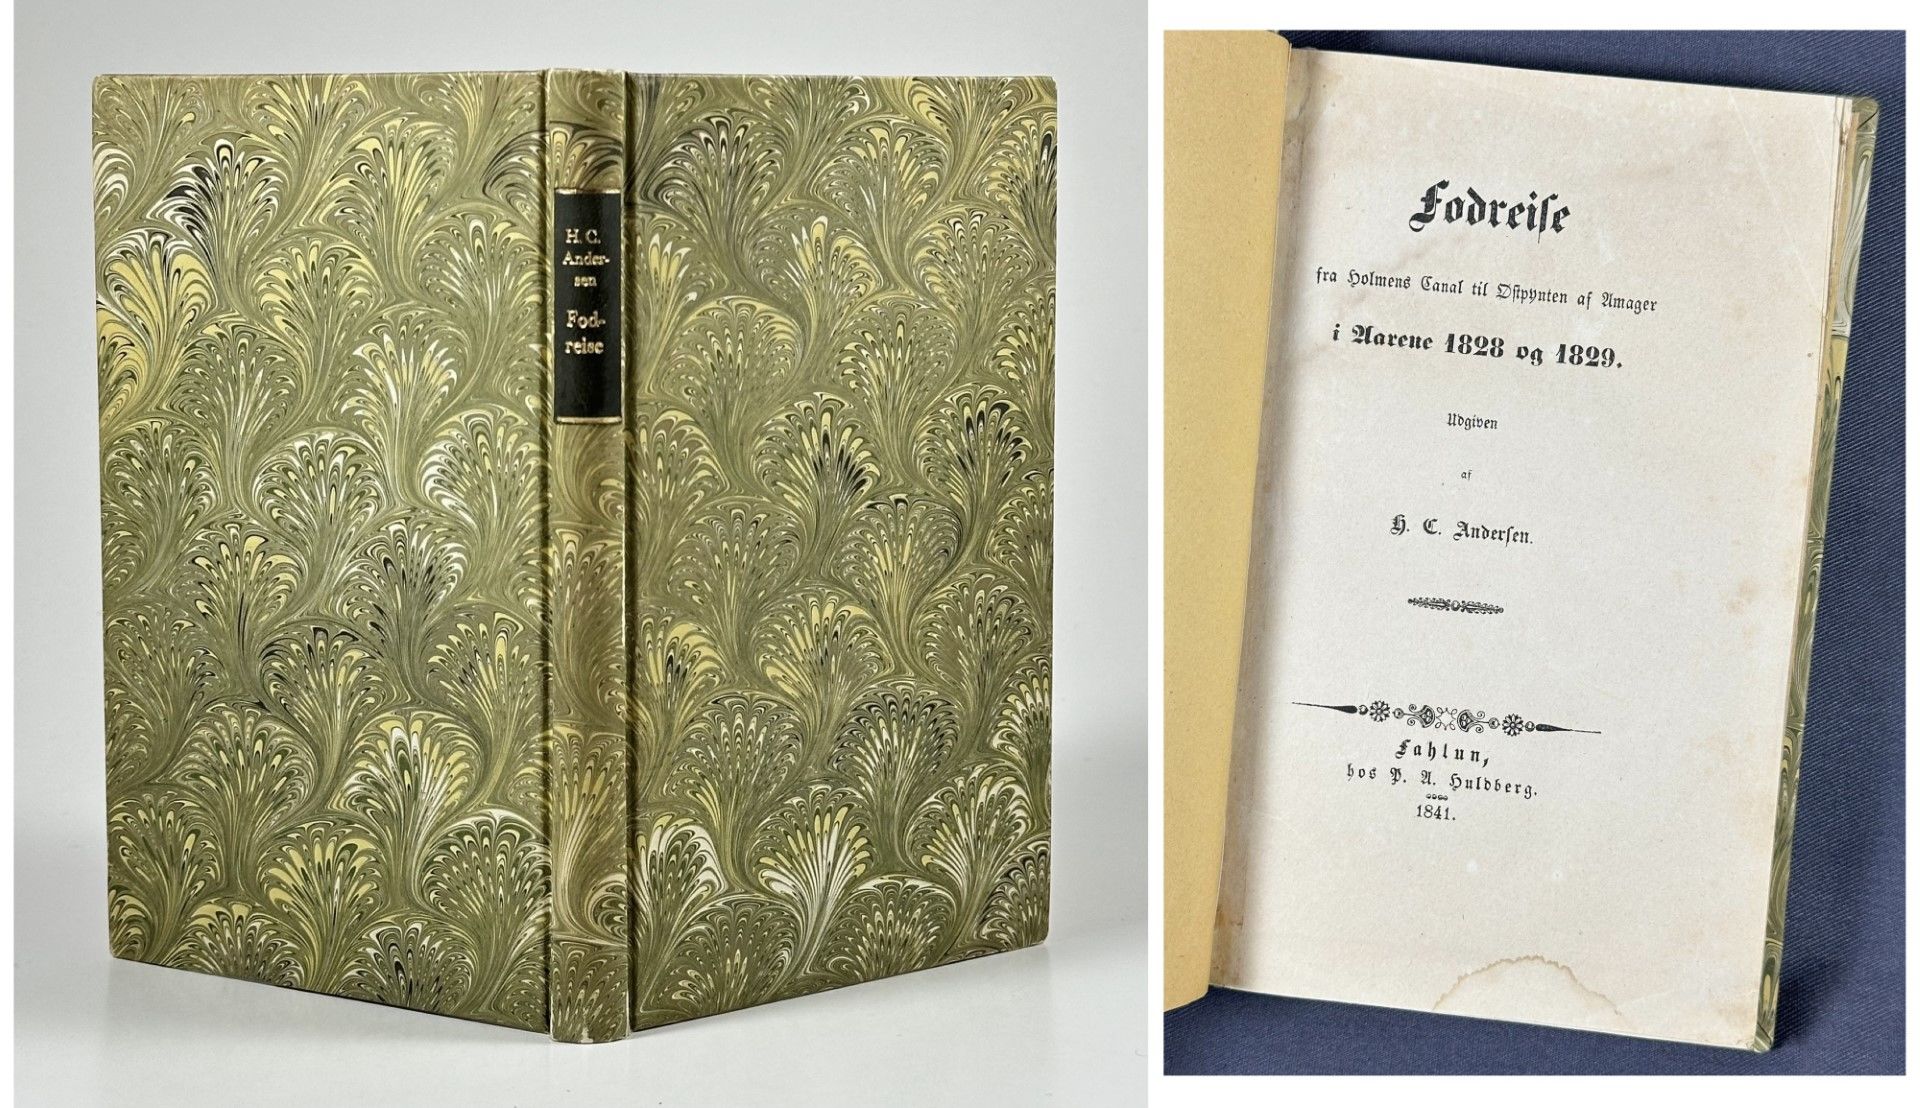 H. C.
Ander-
sen
Fod-
reise
Fodreiſe
fra Holmens Canal til Oſtpynten af Amager
i Aarene 1828 og 1829.
Udgiven
af
H. C. Anderſen.
Fahlun,
hos P. A. Huldberg.
1841.